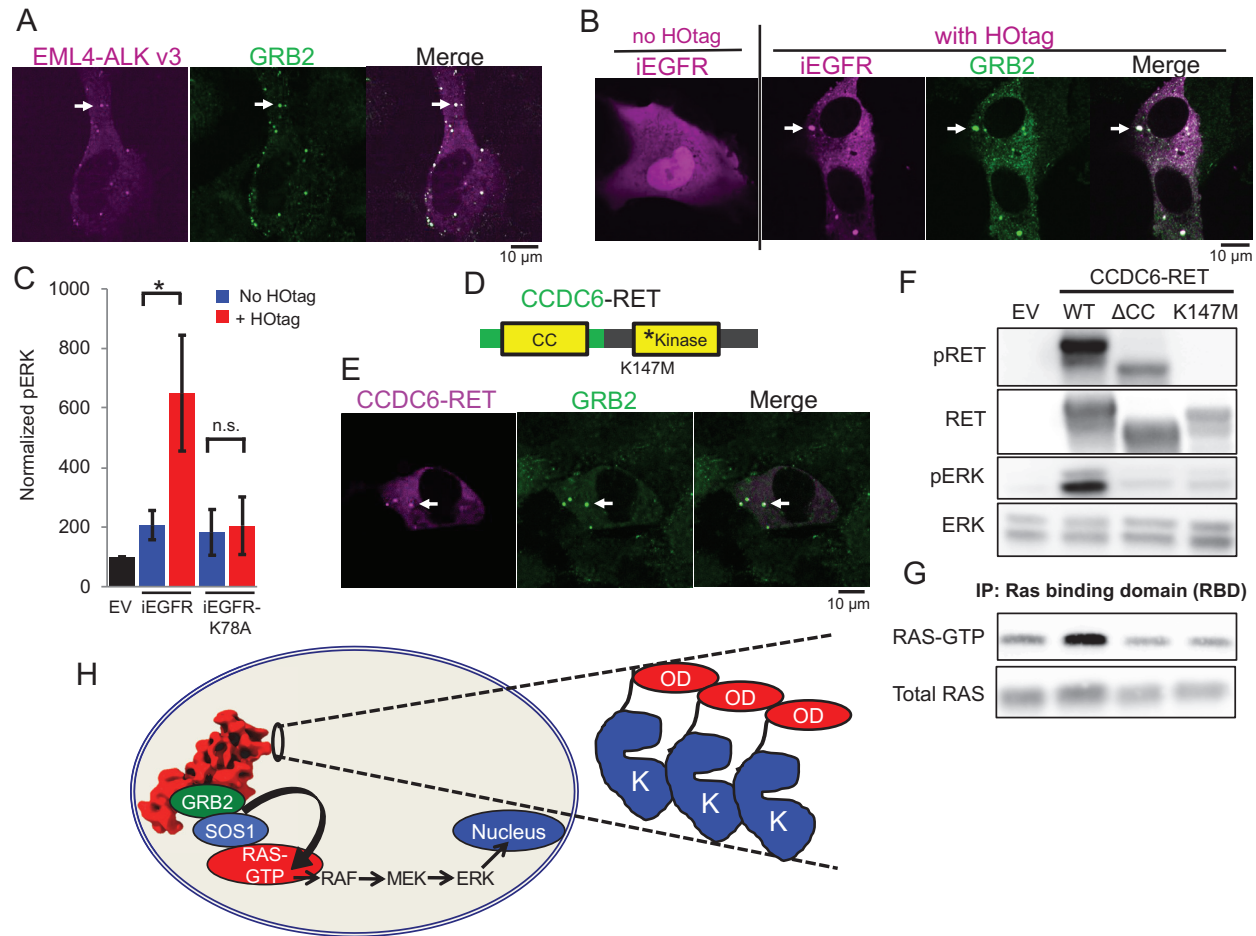 A
EML4-ALK v3 GRB2 Merge
10 µm
B
no HOtag with HOtag
iEGFR iEGFR GRB2 Merge
10 µm
C
Normalized pERK
1000
800
600
400
200
0
No HOtag
+ HOtag
*
n.s.
EV iEGFR iEGFR-
K78A
D
CCDC6-RET
CC *Kinase
K147M
E
CCDC6-RET GRB2 Merge
10 µm
F
CCDC6-RET
EV WT ΔCC K147M
pRET
RET
pERK
ERK
G
IP: Ras binding domain (RBD)
RAS-GTP
Total RAS
H
GRB2
SOS1
RAS-
GTP
RAF MEK ERK
Nucleus
OD
OD
OD
K
K
K